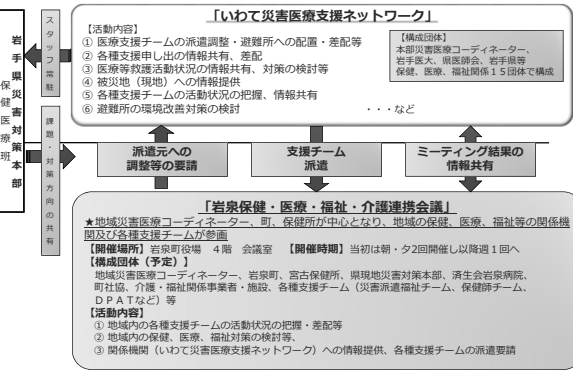 「いわて災害医療支援ネットワーク」
【活動内容】
① 医療支援チームの派遣調整・避難所への配置・差配等
② 各種支援申し出の情報共有、差配
③ 医療等救護活動状況の情報共有、対策の検討等
④ 被災地（現地）への情報提供
⑤ 各種支援チームの活動状況の把握、情報共有
⑥ 避難所の環境改善対策の検討
・・・など
【構成団体】
本部災害医療コーディネーター、
岩手医大、県医師会、岩手県等
保健、医療、福祉関係１５団体で構成
岩手県災害対策本部
保健医療班
スタッフ常駐
課題・対策方向の共有
派遣元への
調整等の要請
支援チーム
派遣
ミーティング結果の
情報共有
「岩泉保健・医療・福祉・介護連携会議」
★地域災害医療コーディネーター、町、保健所が中心となり、地域の保健、医療、福祉等の関係機
関及び各種支援チームが参画
【開催場所】岩泉町役場　４階　会議室　【開催時期】当初は朝・夕2回開催し以降週１回へ
【構成団体（予定）】
地域災害医療コーディネーター、岩泉町、宮古保健所、県現地災害対策本部、済生会岩泉病院、
町社協、介護・福祉関係事業者・施設、各種支援チーム（災害派遣福祉チーム、保健師チーム、
ＤＰＡＴなど）等
【活動内容】
① 地域内の各種支援チームの活動状況の把握・差配等
② 地域内の保健、医療、福祉対策の検討等、
③ 関係機関（いわて災害医療支援ネットワーク）への情報提供、各種支援チームの派遣要請